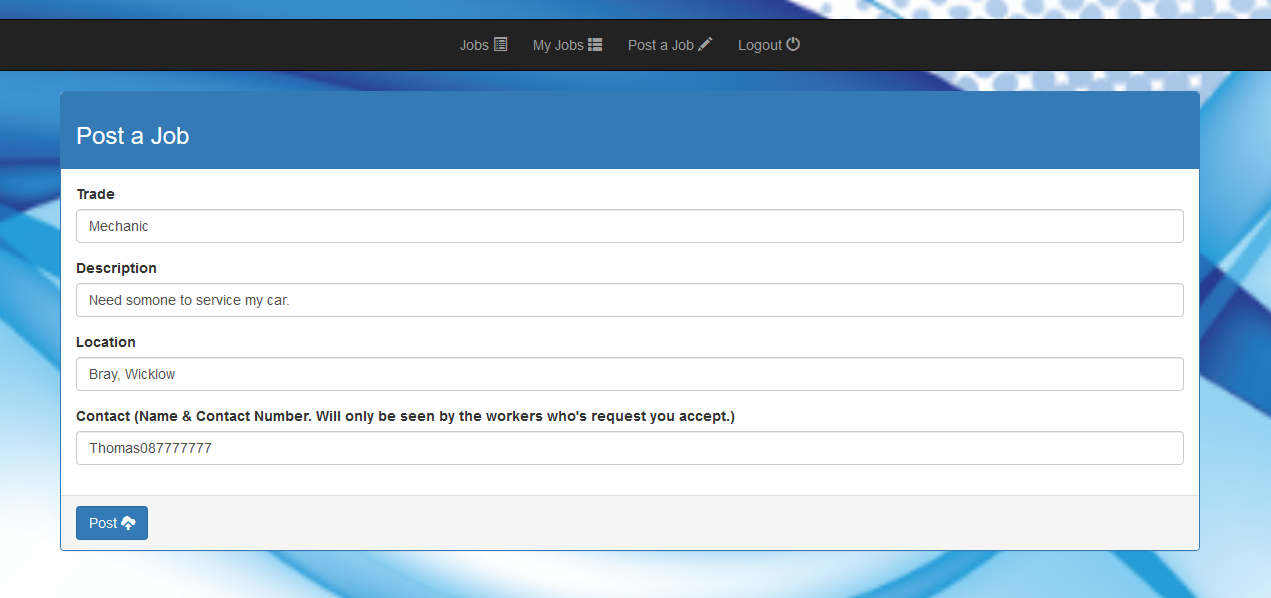 Jobs My Jobs Post a Job Logout
Post a Job
Trade
Mechanic
Description
Need somone to service my car.
Location
Bray, Wicklow
Contact (Name & Contact Number. Will only be seen by the workers who's request you accept.)
Thomas087777777
Post